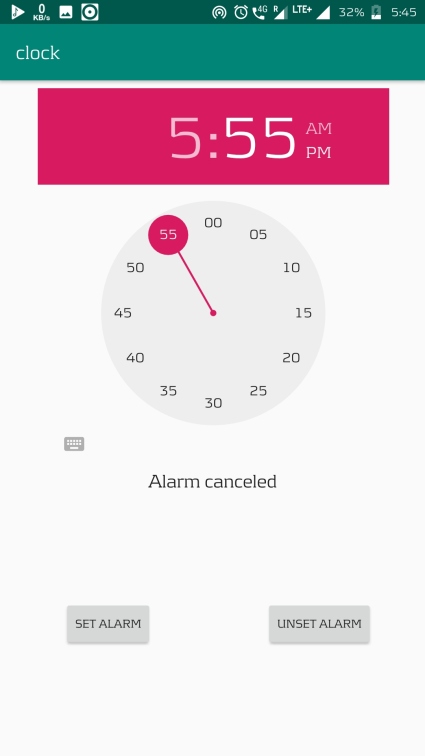 0
KB/s
4G
R
LTE+
32%
5:45
clock
5:55
AM
PM
00
55
05
50
10
45
15
40
20
35
25
30
Alarm canceled
SET ALARM
UNSET ALARM